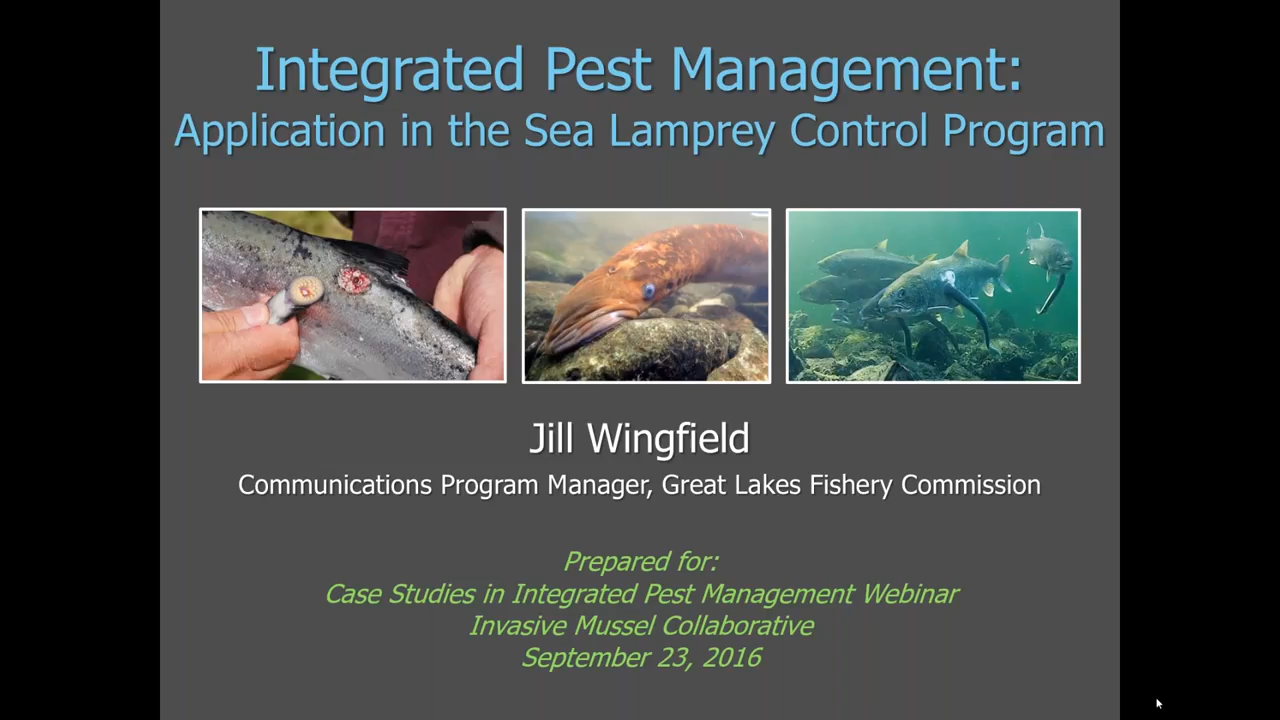 Integrated Pest Management:
Application in the Sea Lamprey Control Program
Jill Wingfield
Communications Program Manager, Great Lakes Fishery Commission
Prepared for:
Case Studies in Integrated Pest Management Webinar
Invasive Mussel Collaborative
September 23, 2016